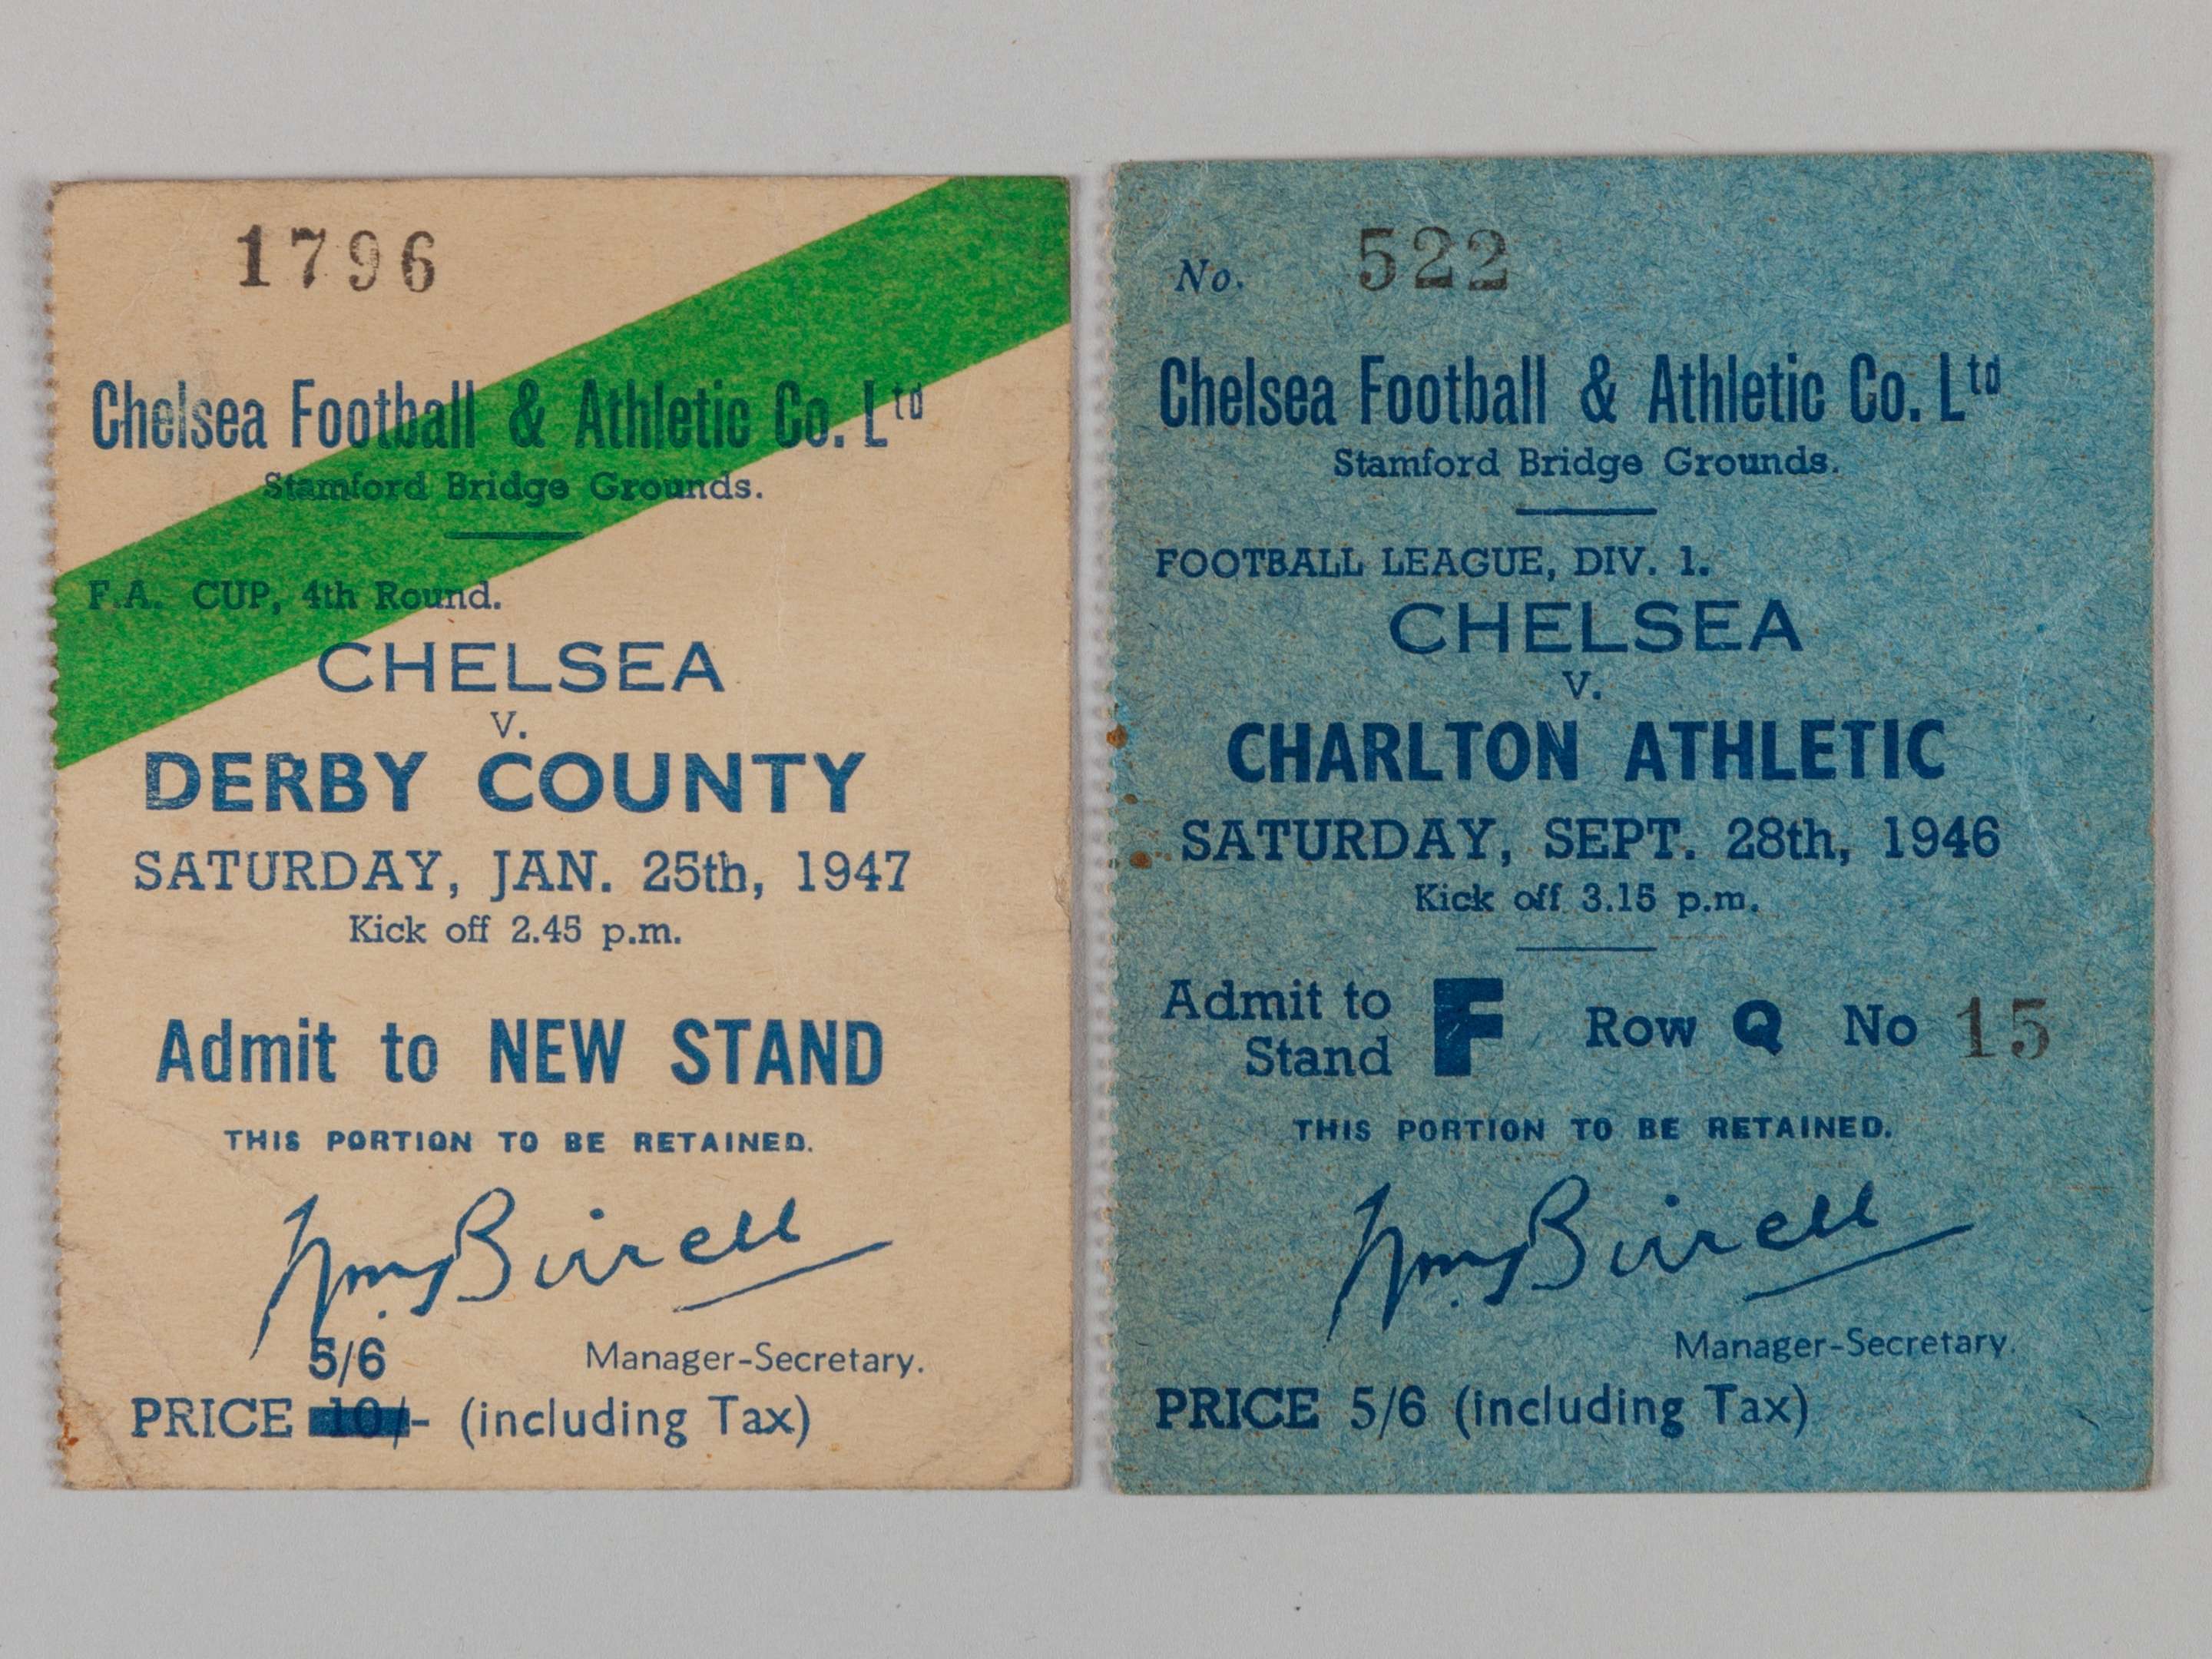 1796
Chelsea Football & Athletic Co. Ltd
Stamford Bridge Grounds.
F.A. CUP, 4th Round.
CHELSEA
V.
DERBY COUNTY
SATURDAY, JAN. 25th, 1947
Kick off 2.45 p.m.
Admit to NEW STAND
THIS PORTION TO BE RETAINED.
Wm. Birrell
5/6
Manager-Secretary.
PRICE 10/- (including Tax)
No. 522
Chelsea Football & Athletic Co. Ltd
Stamford Bridge Grounds.
FOOTBALL LEAGUE, DIV. 1.
CHELSEA
V.
CHARLTON ATHLETIC
SATURDAY, SEPT. 28th, 1946
Kick off 3.15 p.m.
Admit to
Stand F Row Q No 15
THIS PORTION TO BE RETAINED.
Wm. Birrell
Manager-Secretary.
PRICE 5/6 (including Tax)